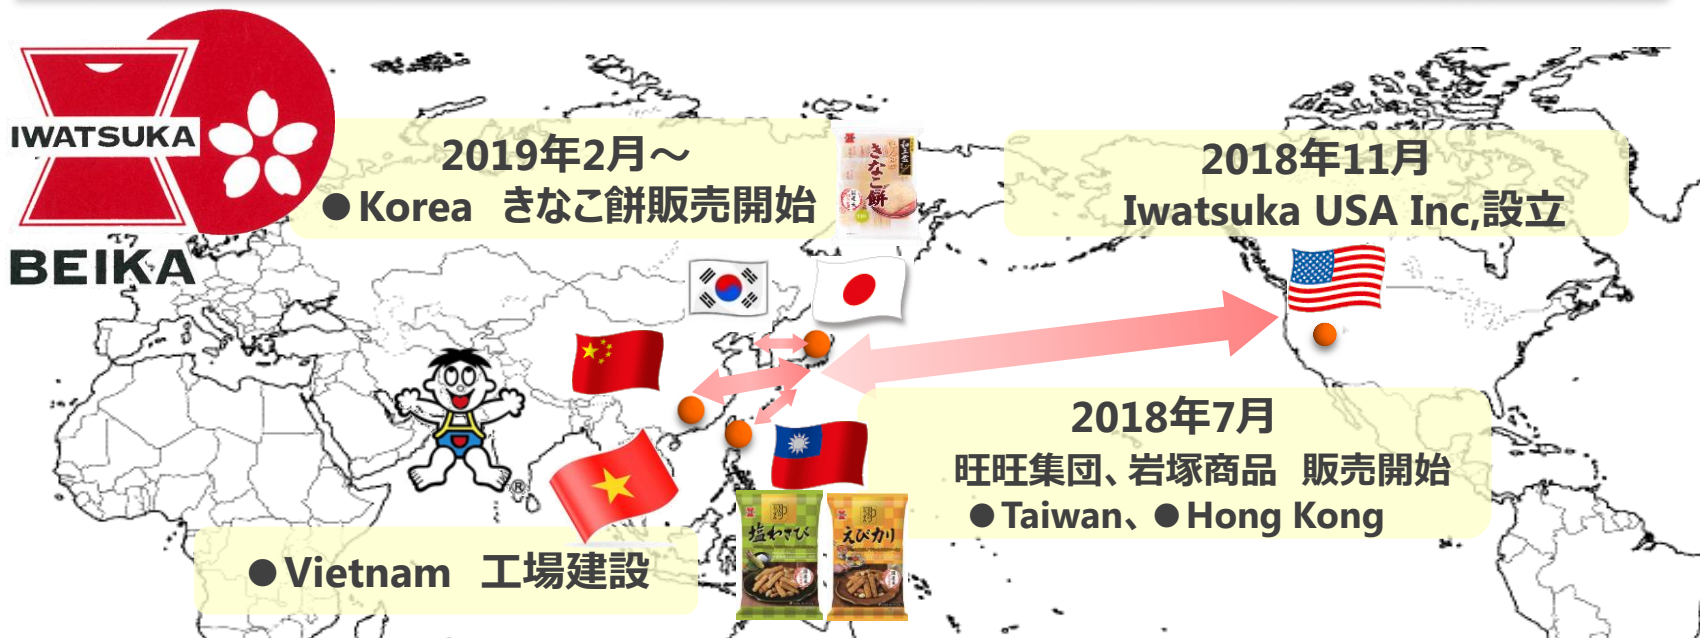 IWATSUKA
BEIKA
2019年2月～
●Korea　きなこ餅販売開始
きなこ餅
2018年11月
Iwatsuka USA Inc,設立
2018年7月
旺旺集団、岩塚商品　販売開始
●Taiwan、●Hong Kong
®
●Vietnam　工場建設
塩わさび
えびカリ